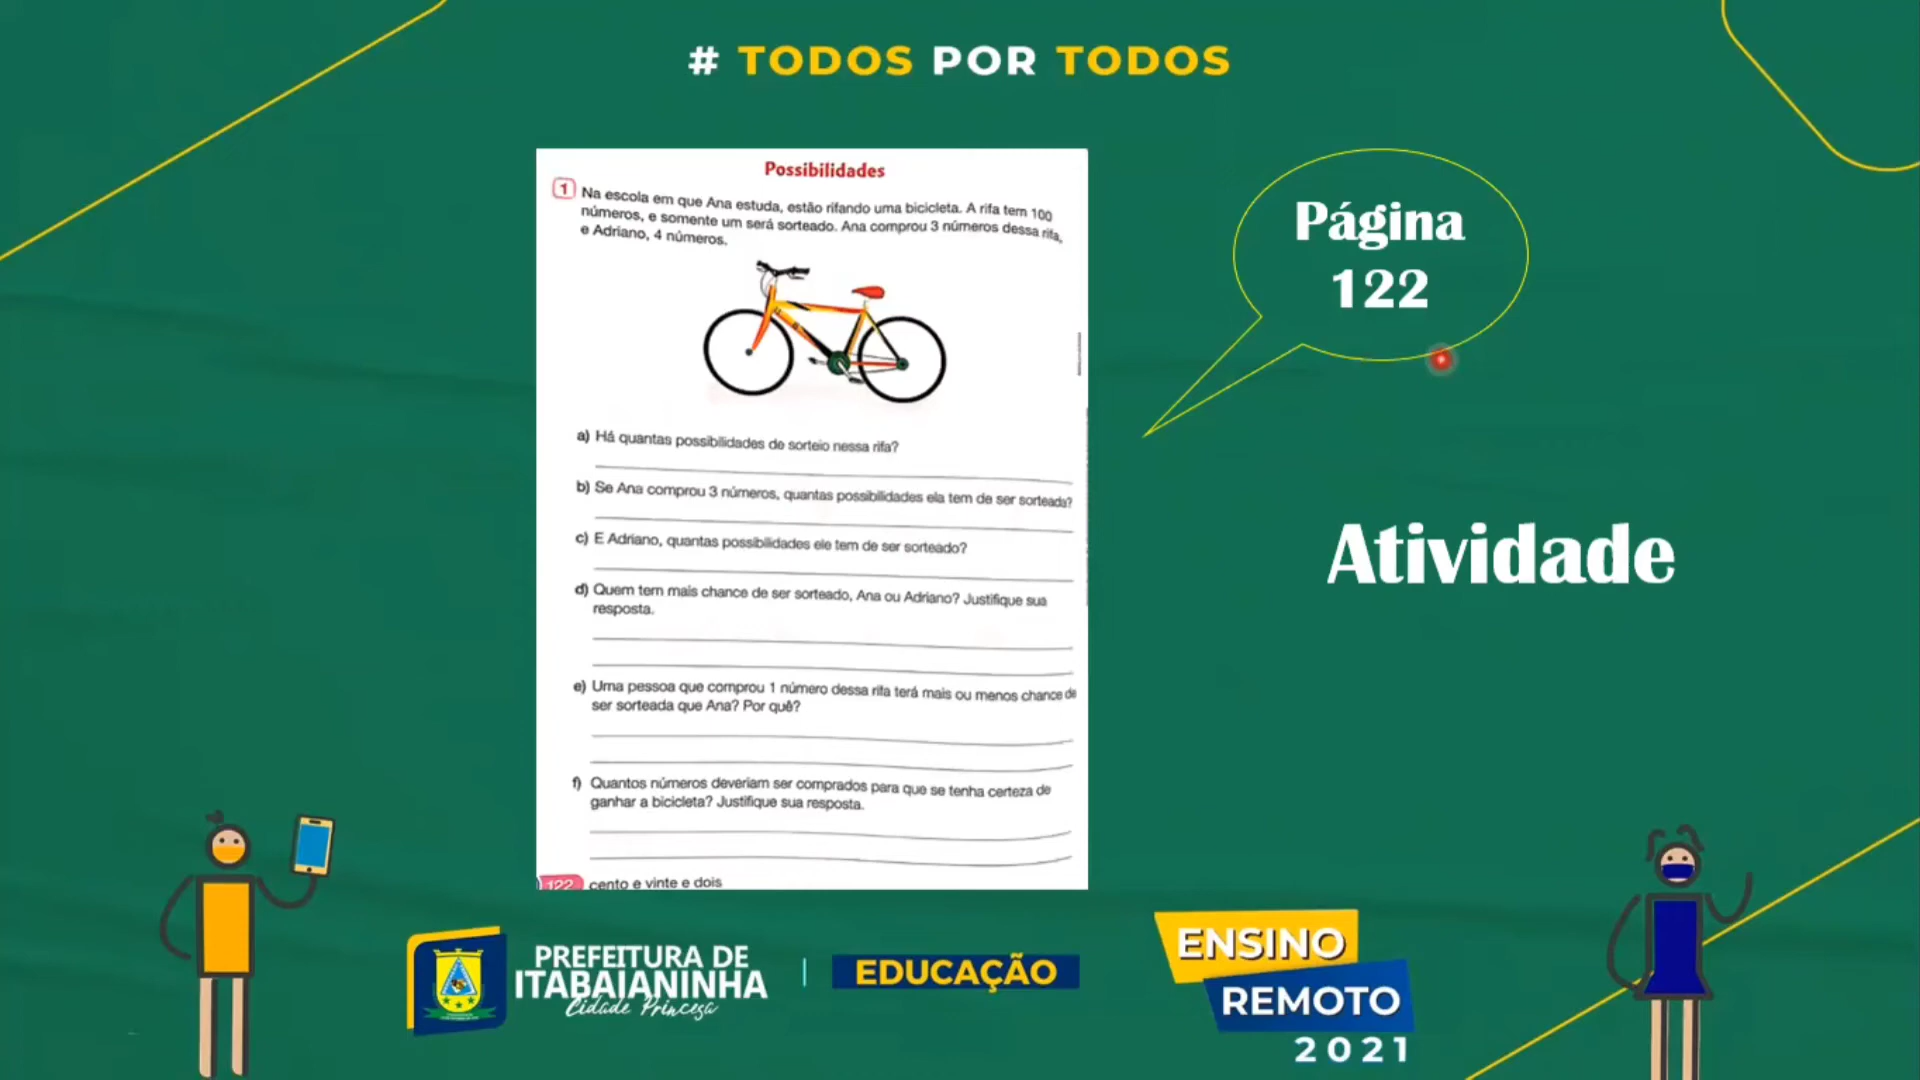 # TODOS POR TODOS
Possibilidades
1 Na escola em que Ana estuda, estão rifando uma bicicleta. A rifa tem 100
números, e somente um será sorteado. Ana comprou 3 números dessa rifa,
e Adriano, 4 números.
a) Há quantas possibilidades de sorteio nessa rifa?
b) Se Ana comprou 3 números, quantas possibilidades ela tem de ser sorteada?
c) E Adriano, quantas possibilidades ele tem de ser sorteado?
d) Quem tem mais chance de ser sorteado, Ana ou Adriano? Justifique sua
resposta.
e) Uma pessoa que comprou 1 número dessa rifa terá mais ou menos chance de
ser sorteada que Ana? Por quê?
f) Quantos números deveriam ser comprados para que se tenha certeza de
ganhar a bicicleta? Justifique sua resposta.
122 cento e vinte e dois
Página
122
Atividade
PREFEITURA DE
ITABAIANINHA
Cidade Princesa
EDUCAÇÃO
ENSINO
REMOTO
2021